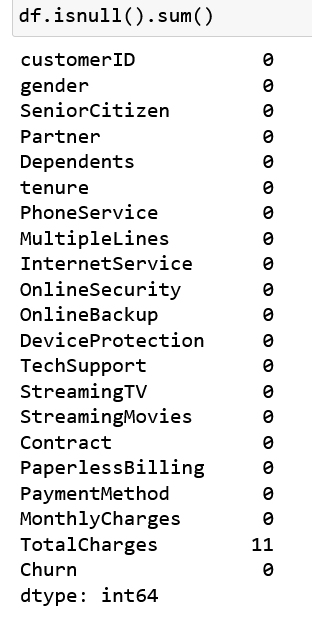 df.isnull().sum()
customerID 0
gender 0
SeniorCitizen 0
Partner 0
Dependents 0
tenure 0
PhoneService 0
MultipleLines 0
InternetService 0
OnlineSecurity 0
OnlineBackup 0
DeviceProtection 0
TechSupport 0
StreamingTV 0
StreamingMovies 0
Contract 0
PaperlessBilling 0
PaymentMethod 0
MonthlyCharges 0
TotalCharges 11
Churn 0
dtype: int64